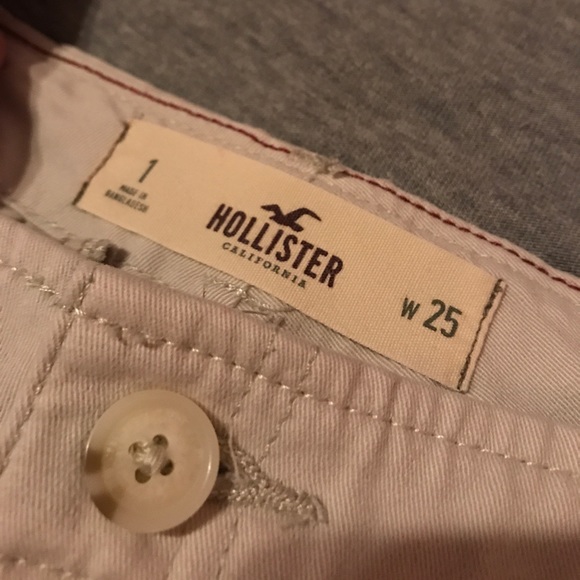 1
MADE IN
BANGLADESH
HOLLISTER
CALIFORNIA
W 25